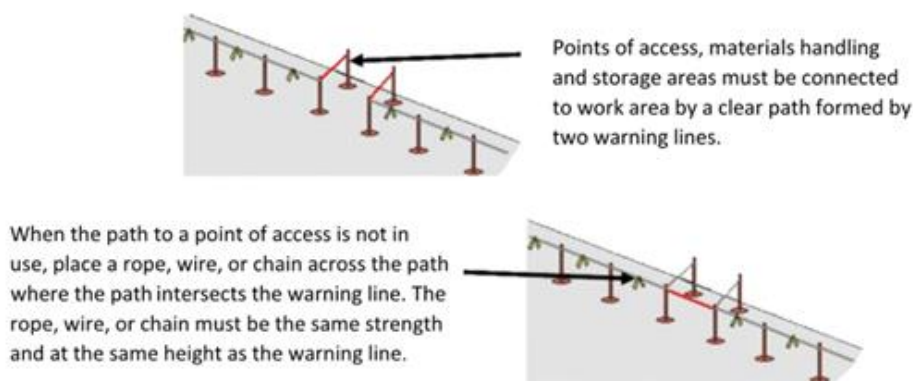 Points of access, materials handling
and storage areas must be connected
to work area by a clear path formed by
two warning lines.
When the path to a point of access is not in
use, place a rope, wire, or chain across the path
where the path intersects the warning line. The
rope, wire, or chain must be the same strength
and at the same height as the warning line.